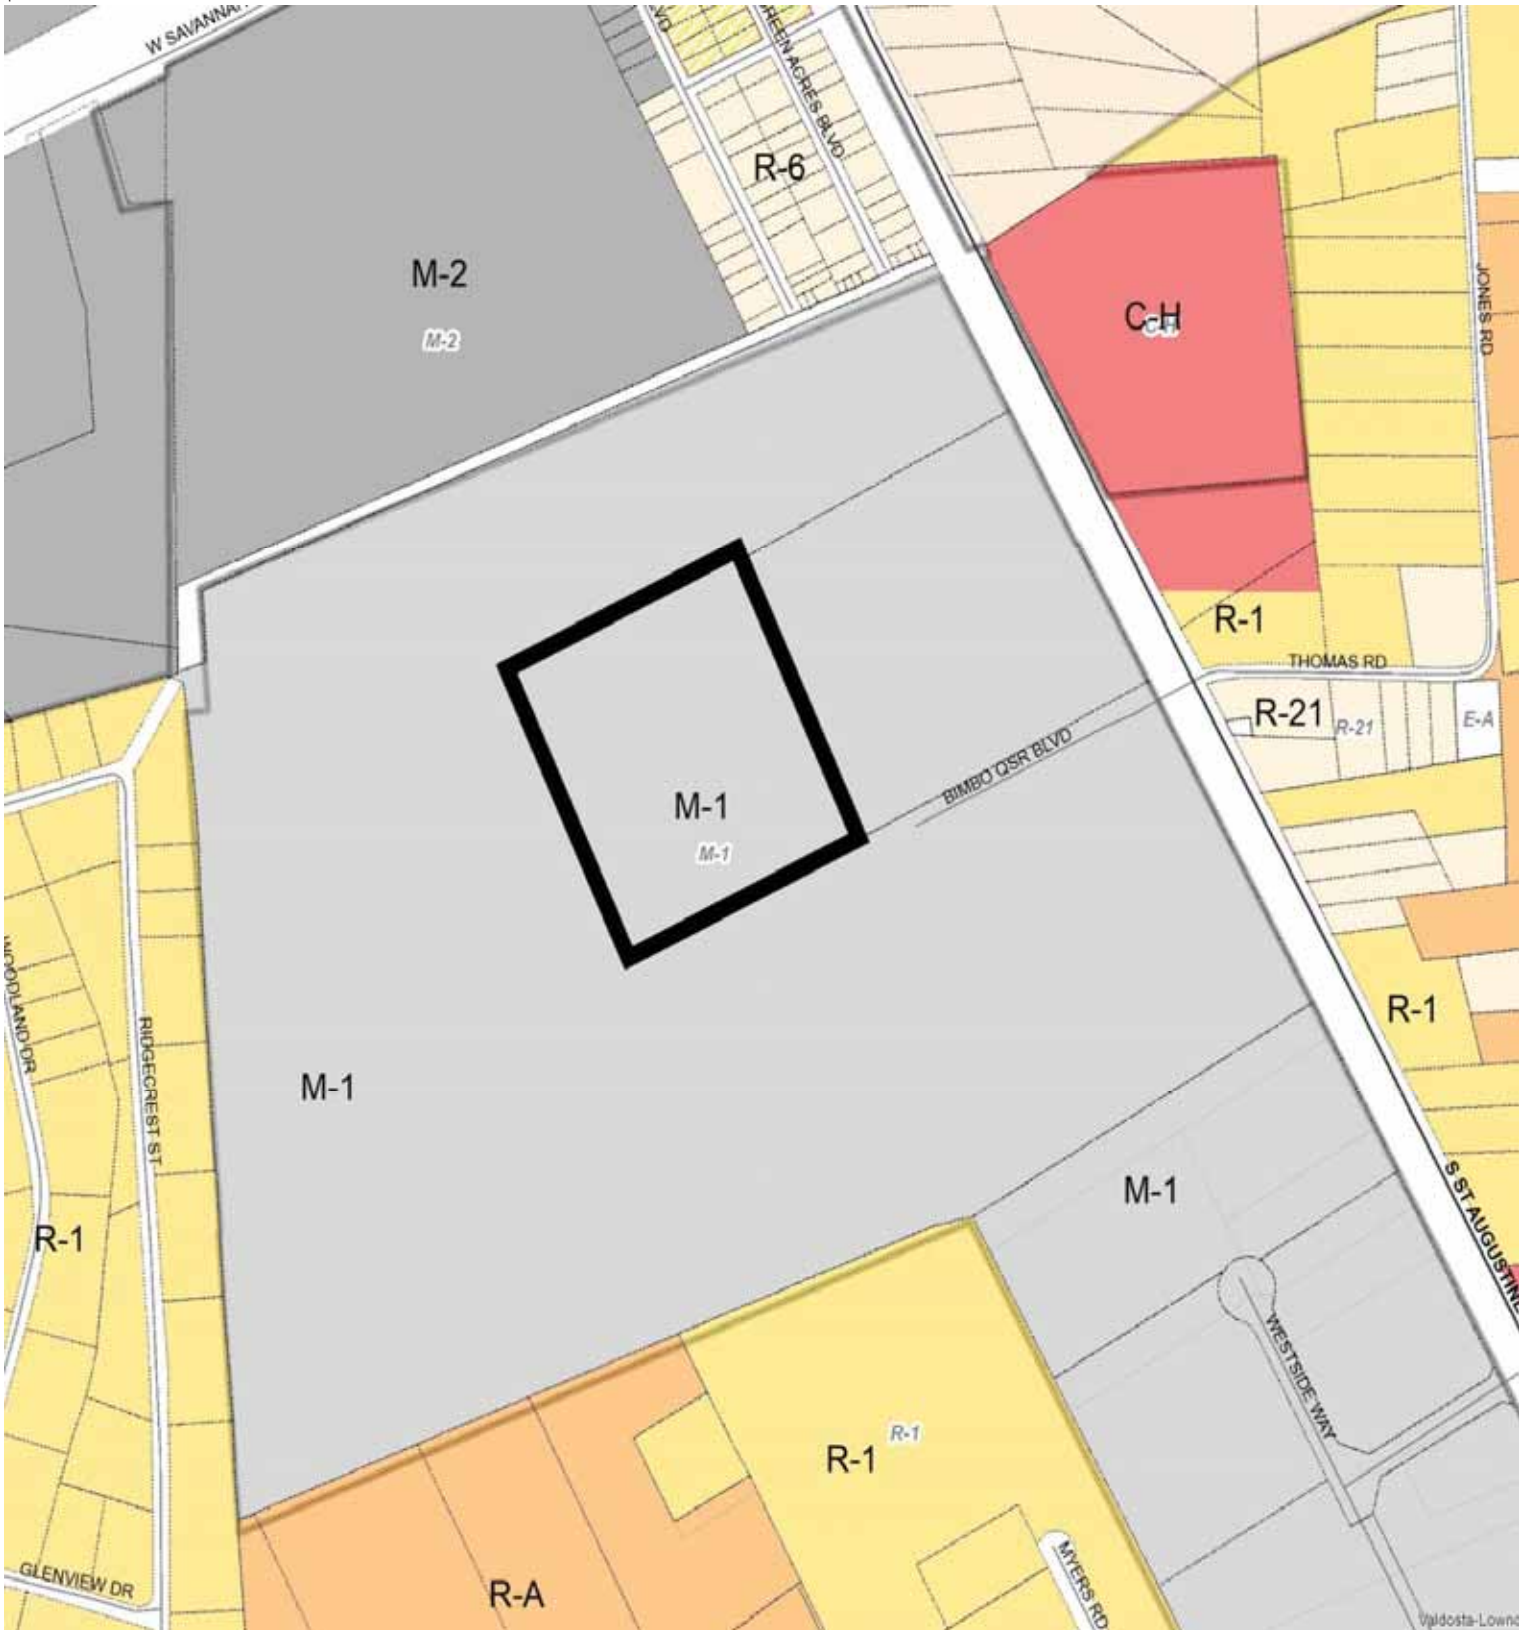 W SAVANNAH
BLVD
GREEN ACRES BLVD
R-6
M-2
M-2
C-H
C-H
JONES RD
R-1
THOMAS RD
R-21
R-21
E-A
BIMBO QSR BLVD
M-1
M-1
WOODLAND DR
RIDGECREST ST
R-1
M-1
M-1
R-1
S ST AUGUSTINE
WESTSIDE WAY
R-1
R-1
R-A
GLENVIEW DR
MYERS RD
Valdosta-Lownd